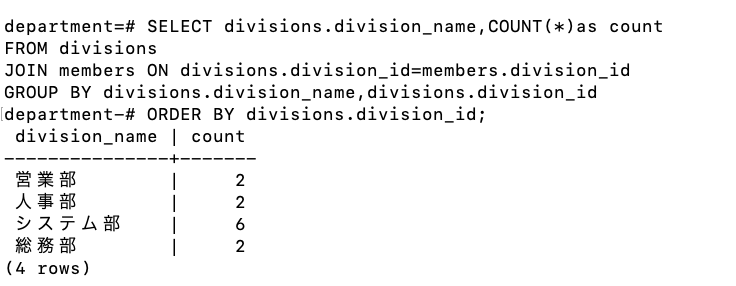 department=# SELECT divisions.division_name,COUNT(*)as count
FROM divisions
JOIN members ON divisions.division_id=members.division_id
GROUP BY divisions.division_name,divisions.division_id
department-# ORDER BY divisions.division_id;
 division_name | count
---------------+-------
 営業部        |     2
 人事部        |     2
 システム部    |     6
 総務部        |     2
(4 rows)